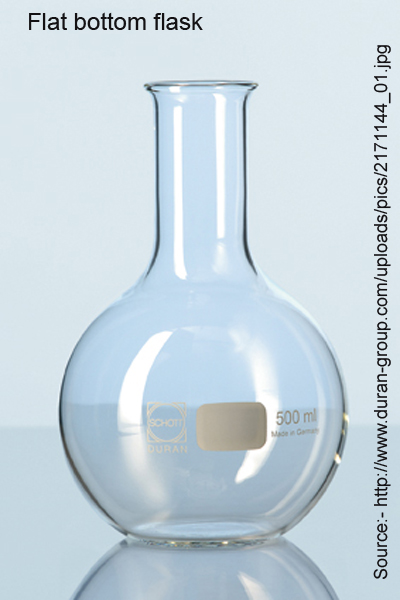 Flat bottom flask
SCHOTT
DURAN
500 ml
Made in Germany
Source:- http://www.duran-group.com/uploads/pics/2171144_01.jpg